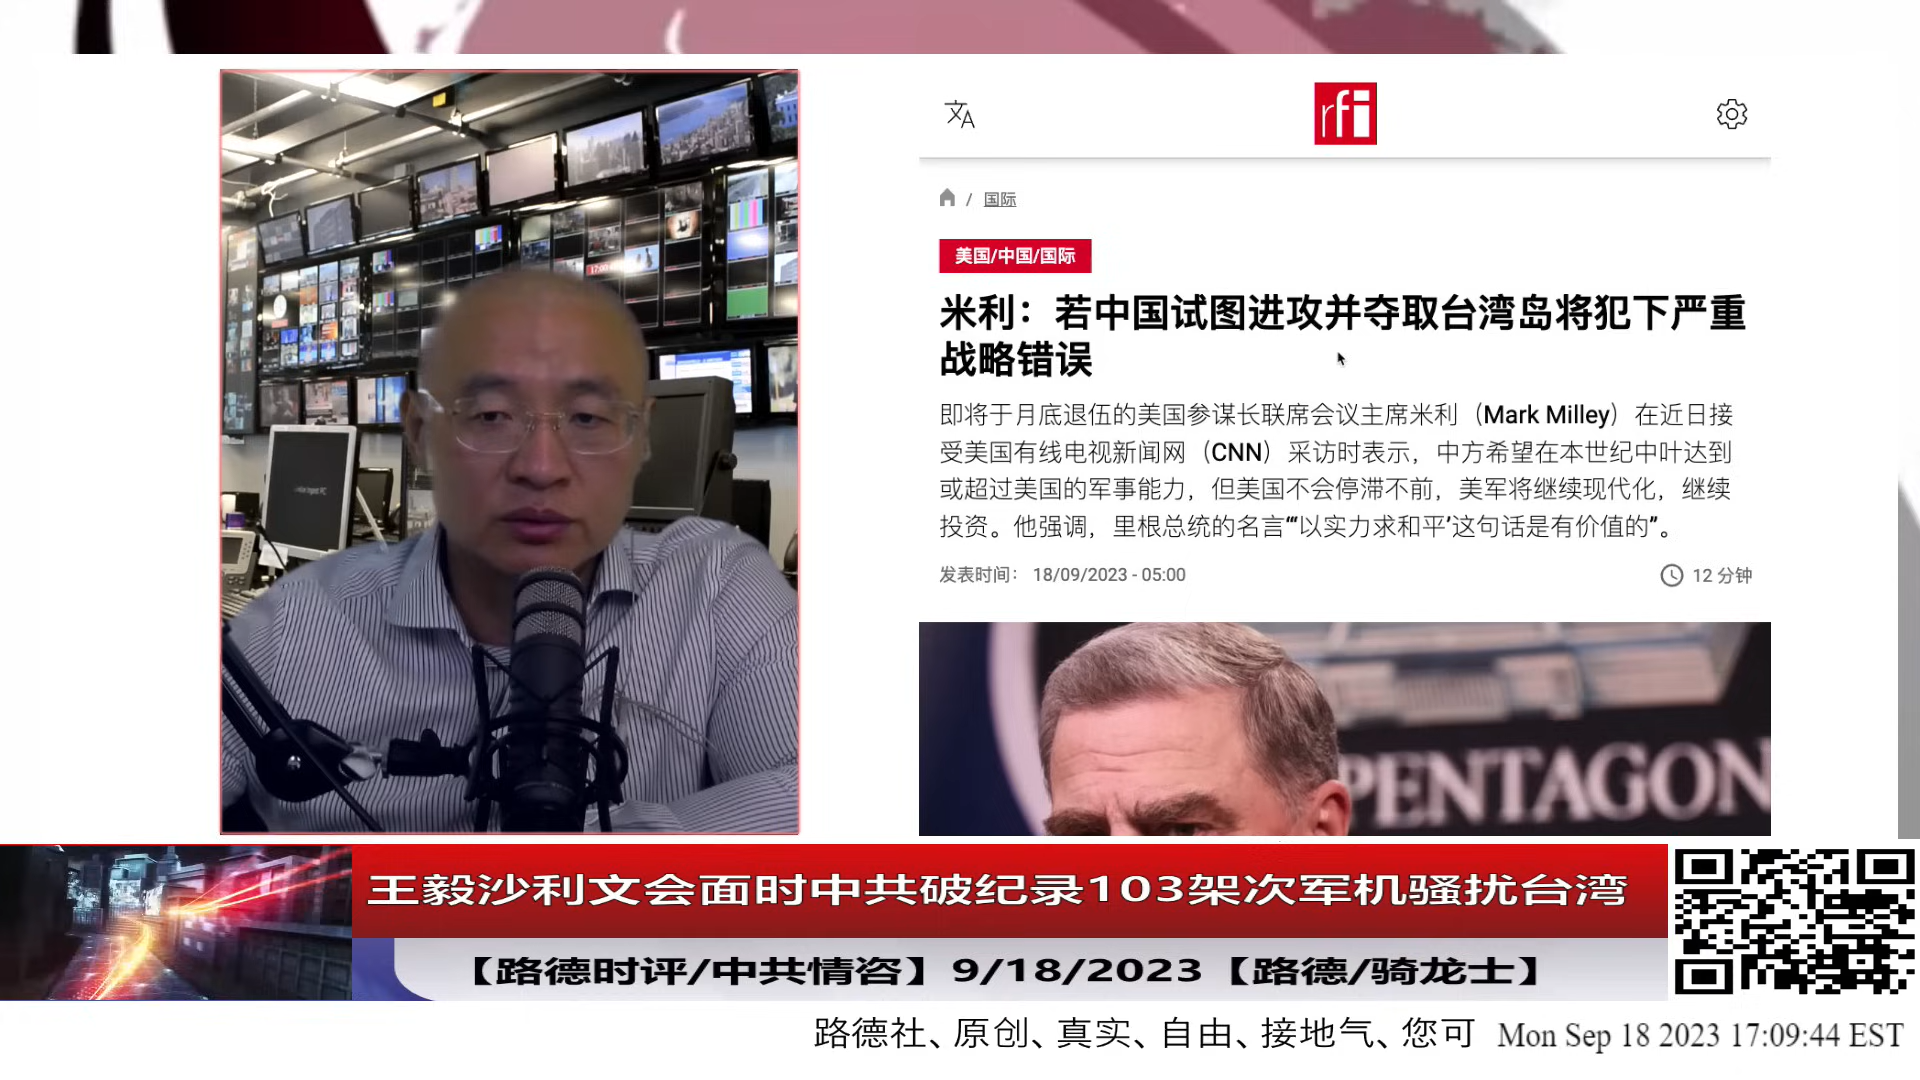 rfi
/ 国际
美国/中国/国际
米利：若中国试图进攻并夺取台湾岛将犯下严重
战略错误
即将于月底退伍的美国参谋长联席会议主席米利（Mark Milley）在近日接
受美国有线电视新闻网（CNN）采访时表示，中方希望在本世纪中叶达到
或超过美国的军事能力，但美国不会停滞不前，美军将继续现代化，继续
投资。他强调，里根总统的名言“‘以实力求和平’这句话是有价值的”。
发表时间： 18/09/2023 - 05:00
12 分钟
PENTAGON
王毅沙利文会面时中共破纪录103架次军机骚扰台湾
【路德时评/中共情咨】9/18/2023【路德/骑龙士】
路德社、原创、真实、自由、接地气、您可
Mon Sep 18 2023 17:09:44 EST